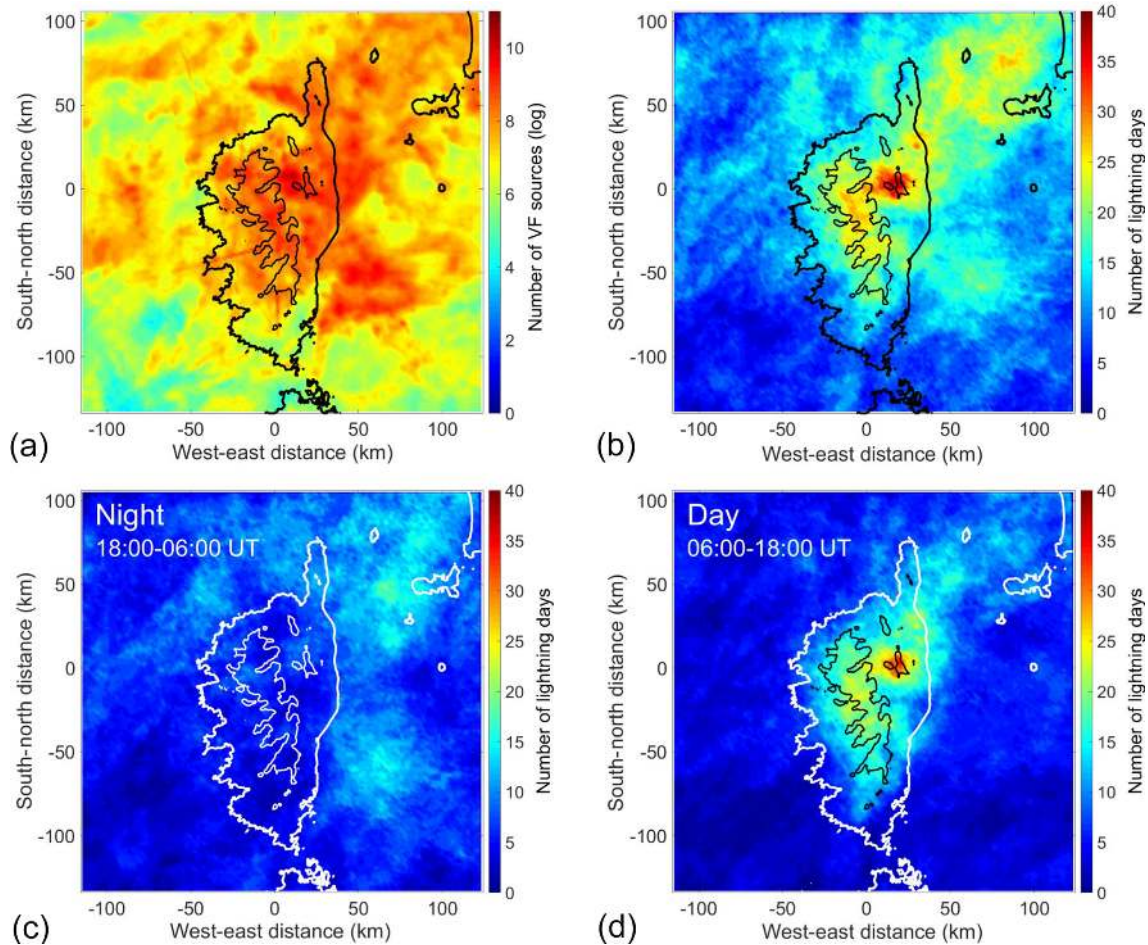 100
50
0
-50
-100
South-north distance (km)
-100 -50 0 50 100
West-east distance (km)
10
8
6
4
2
0
Number of VF sources (log)
(a)
100
50
0
-50
-100
South-north distance (km)
-100 -50 0 50 100
West-east distance (km)
40
35
30
25
20
15
10
5
0
Number of lightning days
(b)
Night
18:00-06:00 UT
100
50
0
-50
-100
South-north distance (km)
-100 -50 0 50 100
West-east distance (km)
40
35
30
25
20
15
10
5
0
Number of lightning days
(c)
Day
06:00-18:00 UT
100
50
0
-50
-100
South-north distance (km)
-100 -50 0 50 100
West-east distance (km)
40
35
30
25
20
15
10
5
0
Number of lightning days
(d)